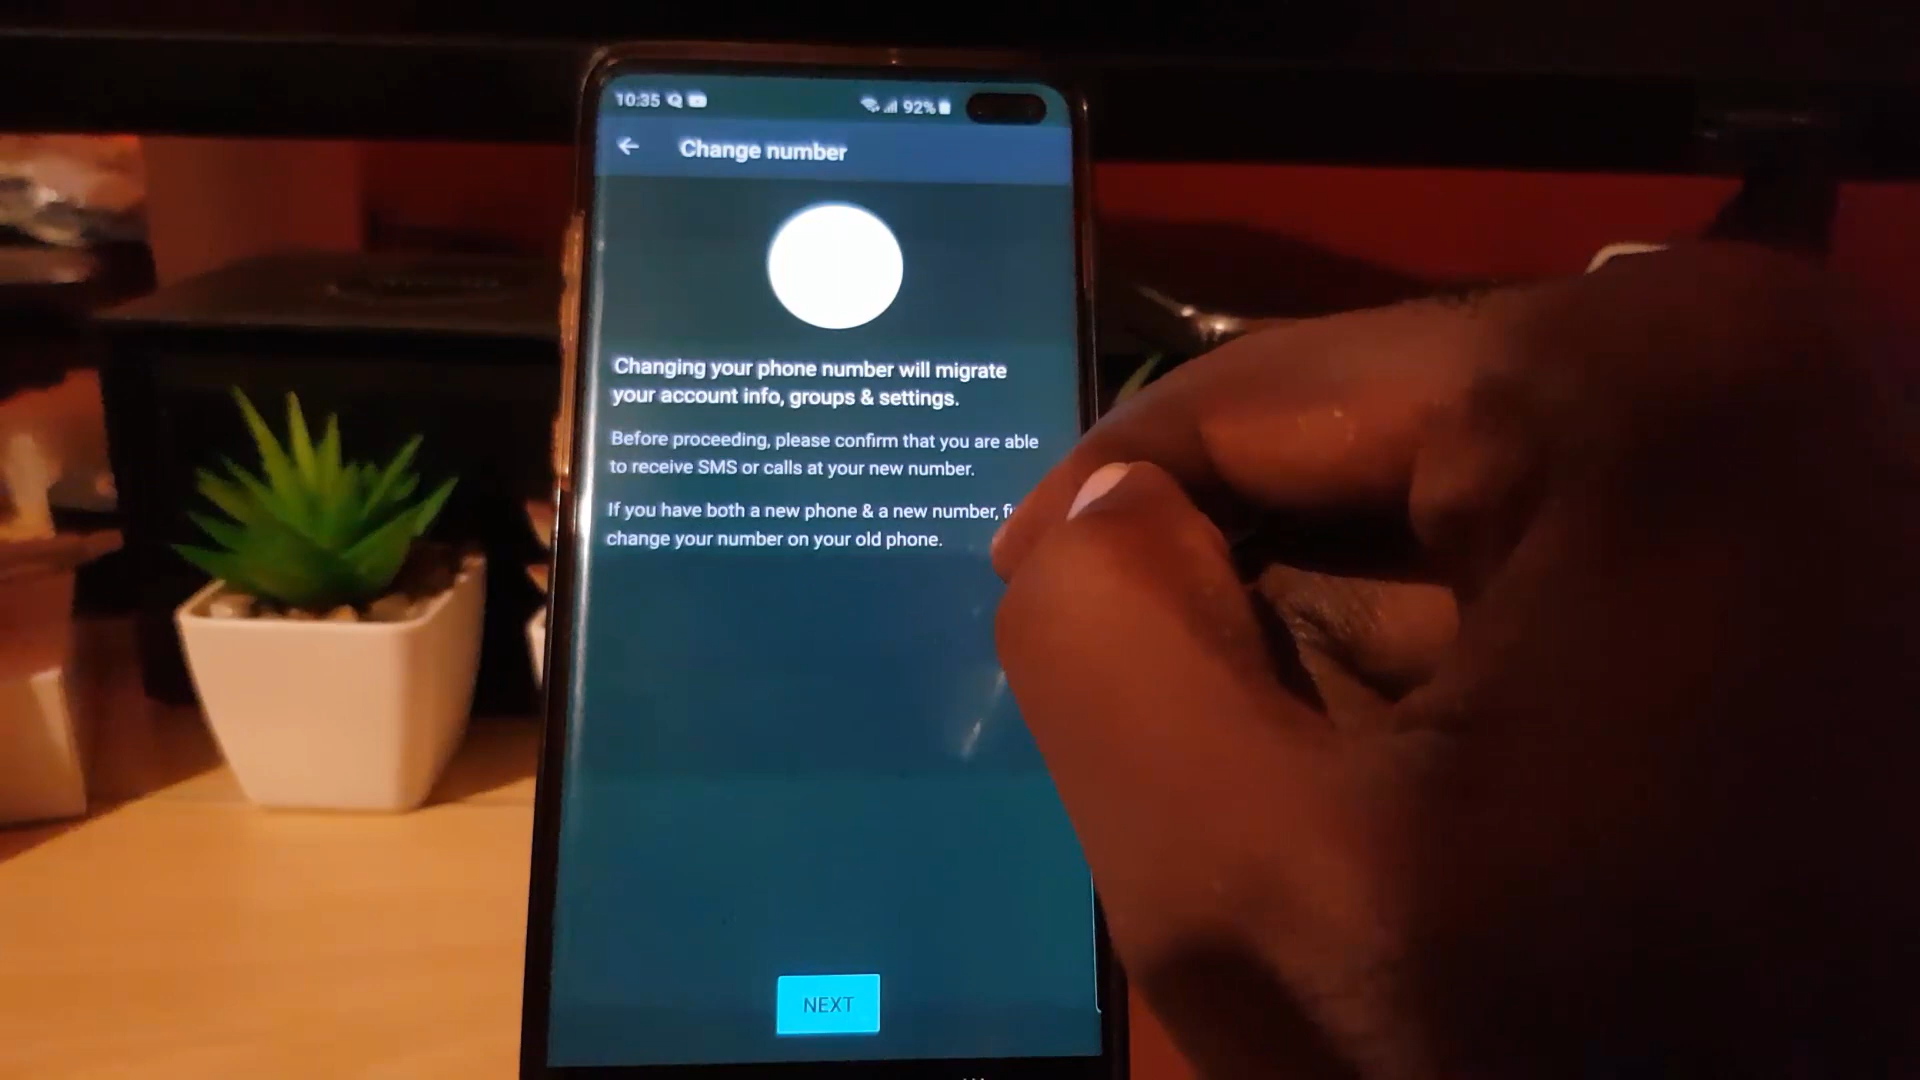 10:35 92%
Change number
Changing your phone number will migrate
your account info, groups & settings.
Before proceeding, please confirm that you are able
to receive SMS or calls at your new number.
If you have both a new phone & a new number,
change your number on your old phone.
NEXT